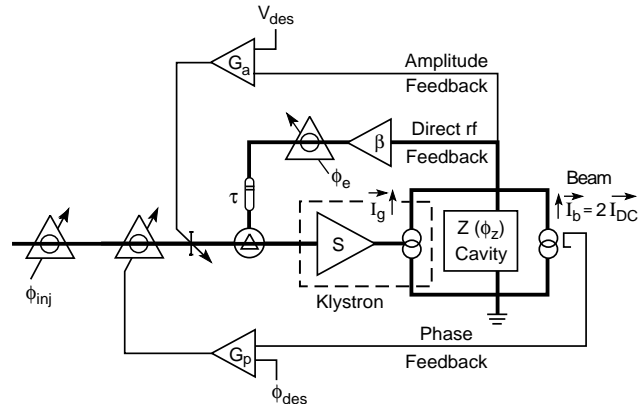 V_des
G_a
Amplitude
Feedback
β
Direct rf
Feedback
ϕ_e
τ
I_g
Beam
I_b = 2 I_DC
S
Z (ϕ_z)
Cavity
Klystron
ϕ_inj
G_p
Phase
Feedback
ϕ_des